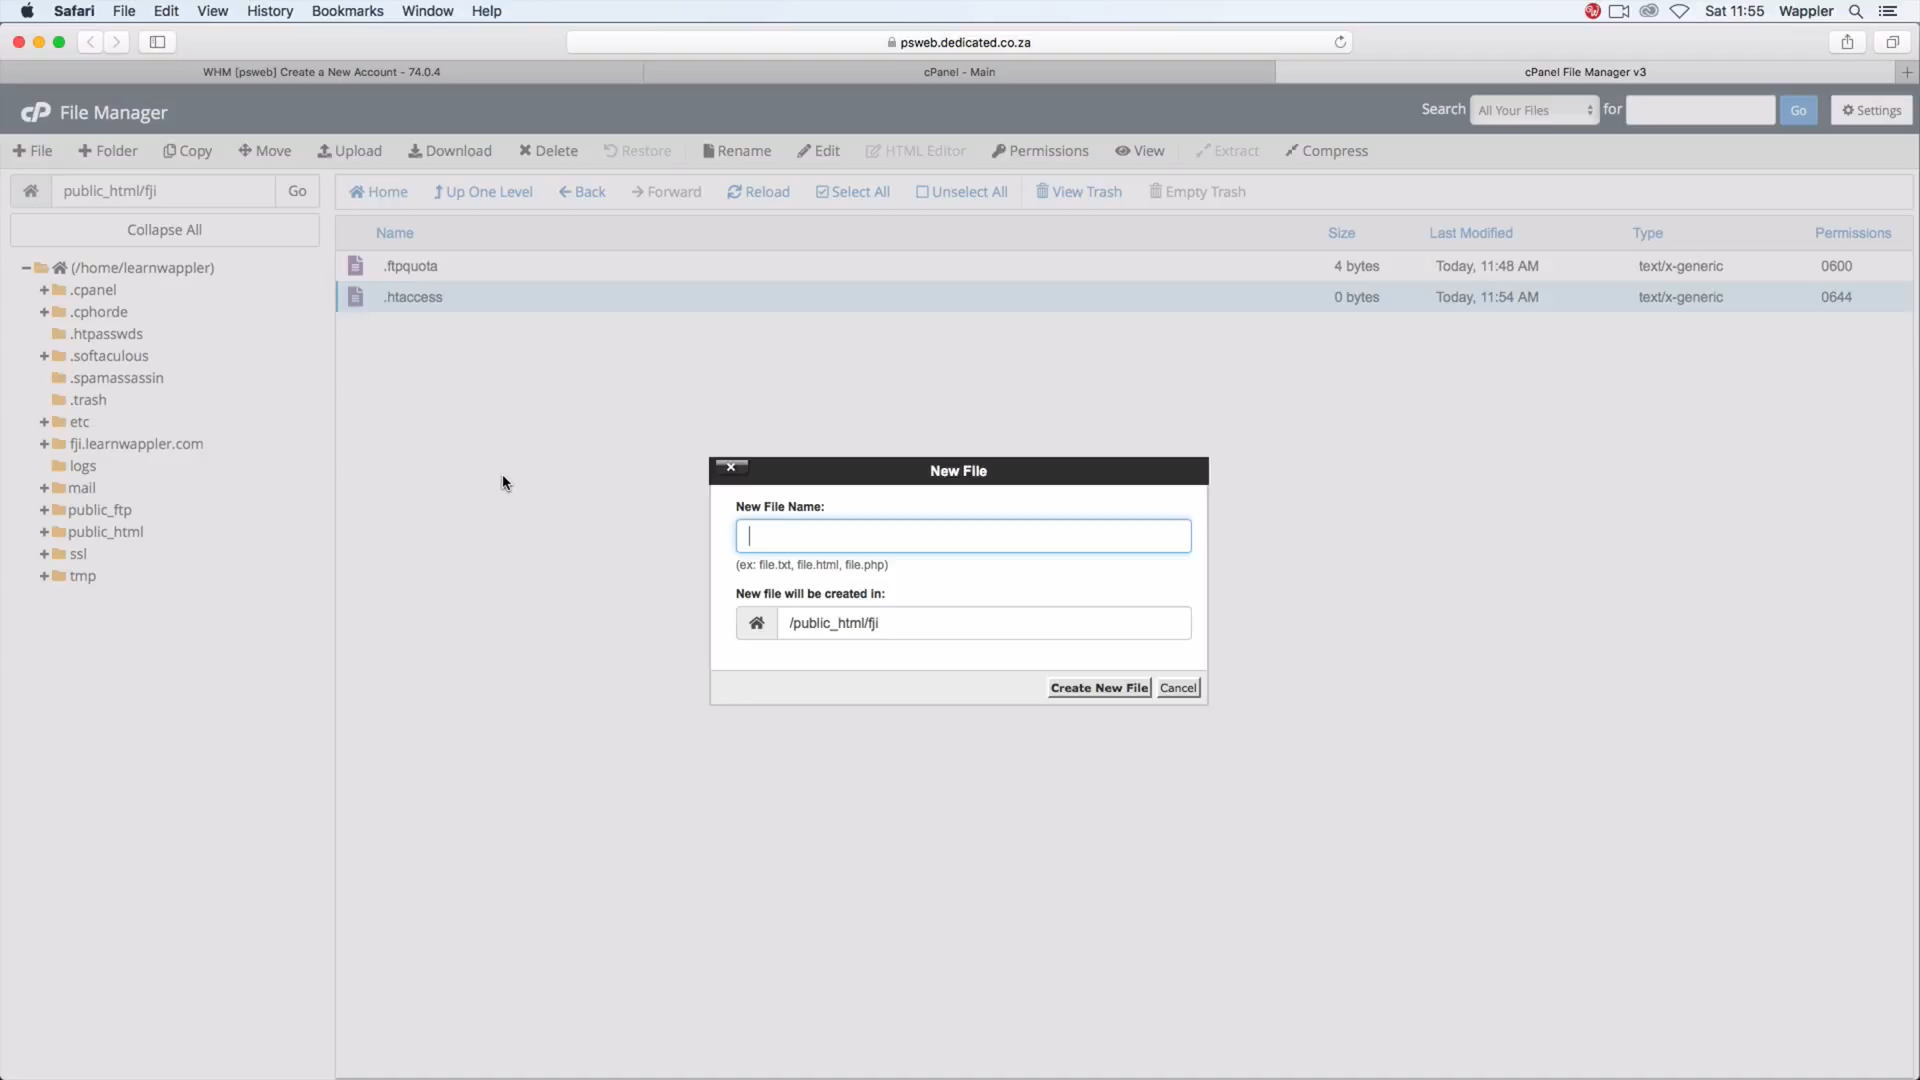 Safari File Edit View History Bookmarks Window Help Sat 11:55 Wappler
psweb.dedicated.co.za
WHM [psweb] Create a New Account - 74.0.4 cPanel - Main cPanel File Manager v3 +
cP File Manager Search All Your Files for Go Settings
File Folder Copy Move Upload Download Delete Restore Rename Edit HTML Editor Permissions View Extract Compress
public_html/fji Go Home Up One Level Back Forward Reload Select All Unselect All View Trash Empty Trash
Collapse All
Name Size Last Modified Type Permissions
.ftpquota 4 bytes Today, 11:48 AM text/x-generic 0600
.htaccess 0 bytes Today, 11:54 AM text/x-generic 0644
(/home/learnwappler)
.cpanel
.cphorde
.htpasswds
.softaculous
.spamassassin
.trash
etc
fji.learnwappler.com
logs
mail
public_ftp
public_html
ssl
tmp
New File
New File Name:
(ex: file.txt, file.html, file.php)
New file will be created in:
/public_html/fji
Create New File Cancel